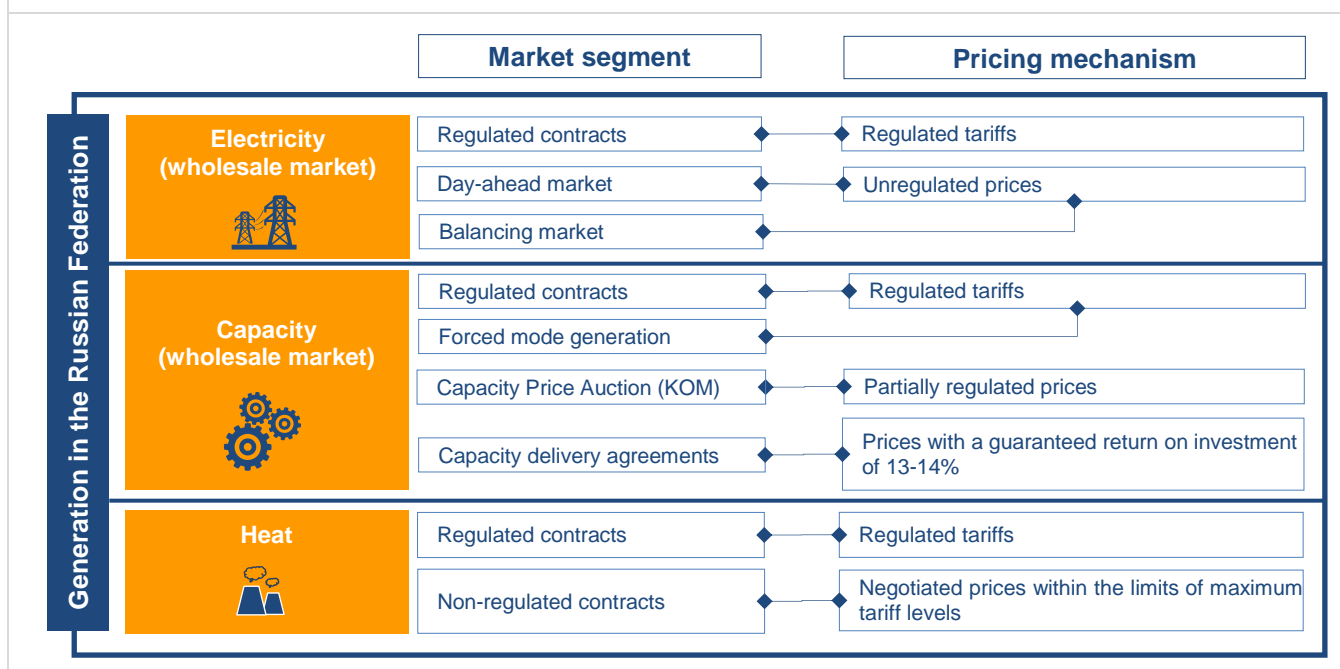 Market segment
Pricing mechanism
Generation in the Russian Federation
Electricity
(wholesale market)
Regulated contracts
Regulated tariffs
Day-ahead market
Unregulated prices
Balancing market
Capacity
(wholesale market)
Regulated contracts
Regulated tariffs
Forced mode generation
Capacity Price Auction (KOM)
Partially regulated prices
Capacity delivery agreements
Prices with a guaranteed return on investment
of 13-14%
Heat
Regulated contracts
Regulated tariffs
Non-regulated contracts
Negotiated prices within the limits of maximum
tariff levels